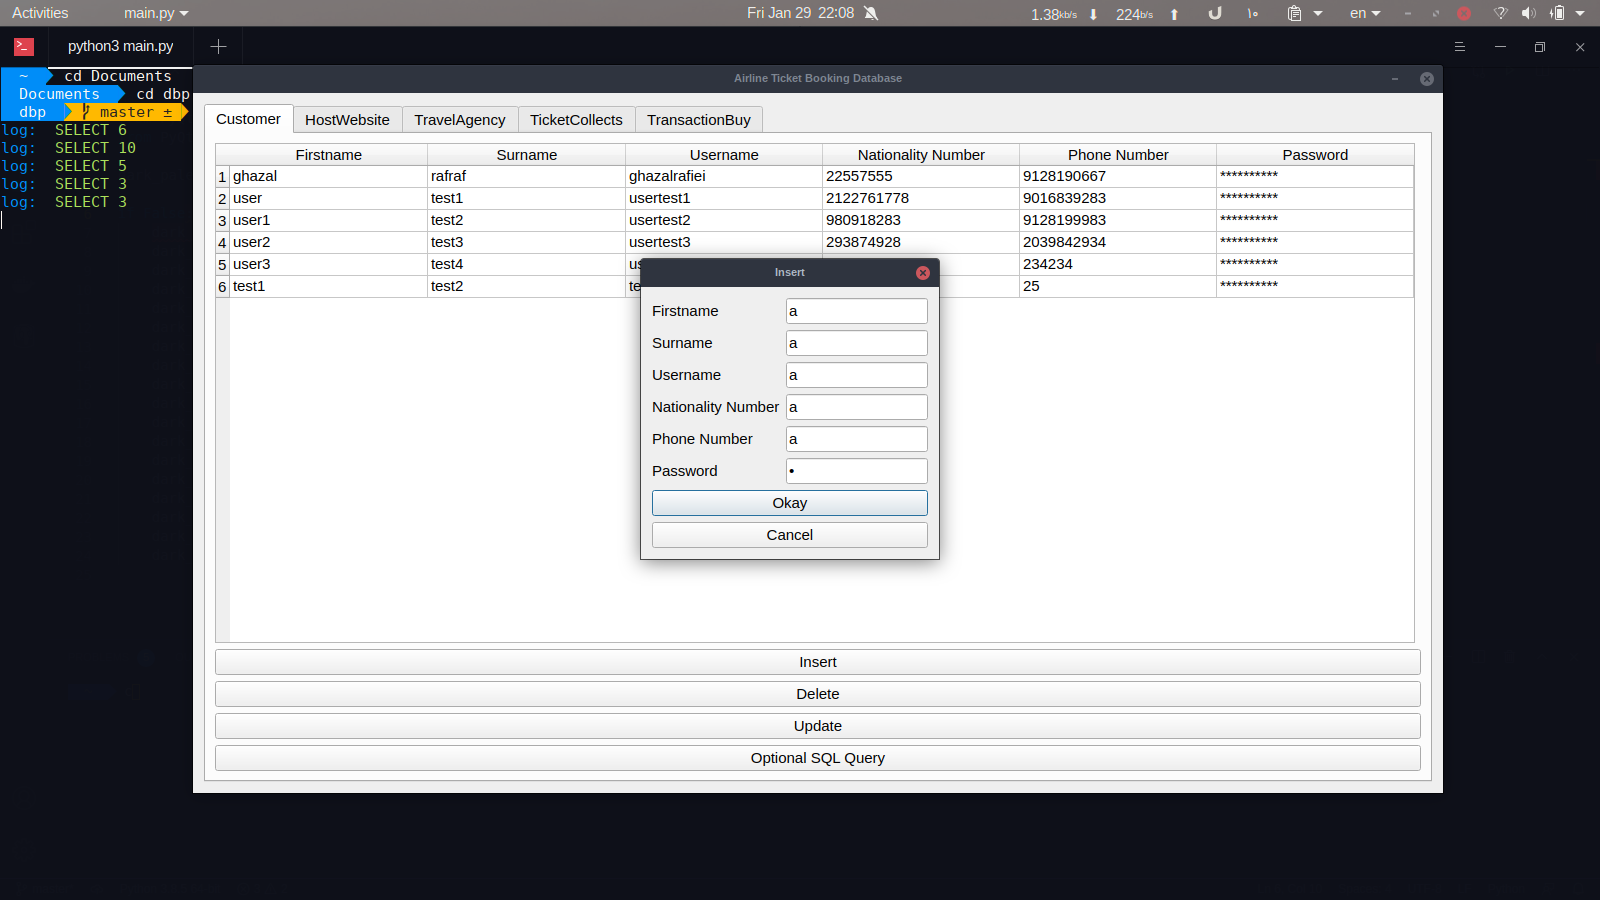 Activities main.py Fri Jan 29 22:08 1.38kb/s ⬇ 224b/s ⬆ ١٠ en
python3 main.py
~ cd Documents
Documents cd dbp
dbp master ±
log: SELECT 6
log: SELECT 10
log: SELECT 5
log: SELECT 3
log: SELECT 3
Airline Ticket Booking Database
Customer HostWebsite TravelAgency TicketCollects TransactionBuy
Firstname Surname Username Nationality Number Phone Number Password
1 ghazal rafraf ghazalrafiei 22557555 9128190667 **********
2 user test1 usertest1 2122761778 9016839283 **********
3 user1 test2 usertest2 980918283 9128199983 **********
4 user2 test3 usertest3 293874928 2039842934 **********
5 user3 test4 234234 **********
6 test1 test2 25 **********
Insert
Firstname a
Surname a
Username a
Nationality Number a
Phone Number a
Password •
Okay
Cancel
Insert
Delete
Update
Optional SQL Query